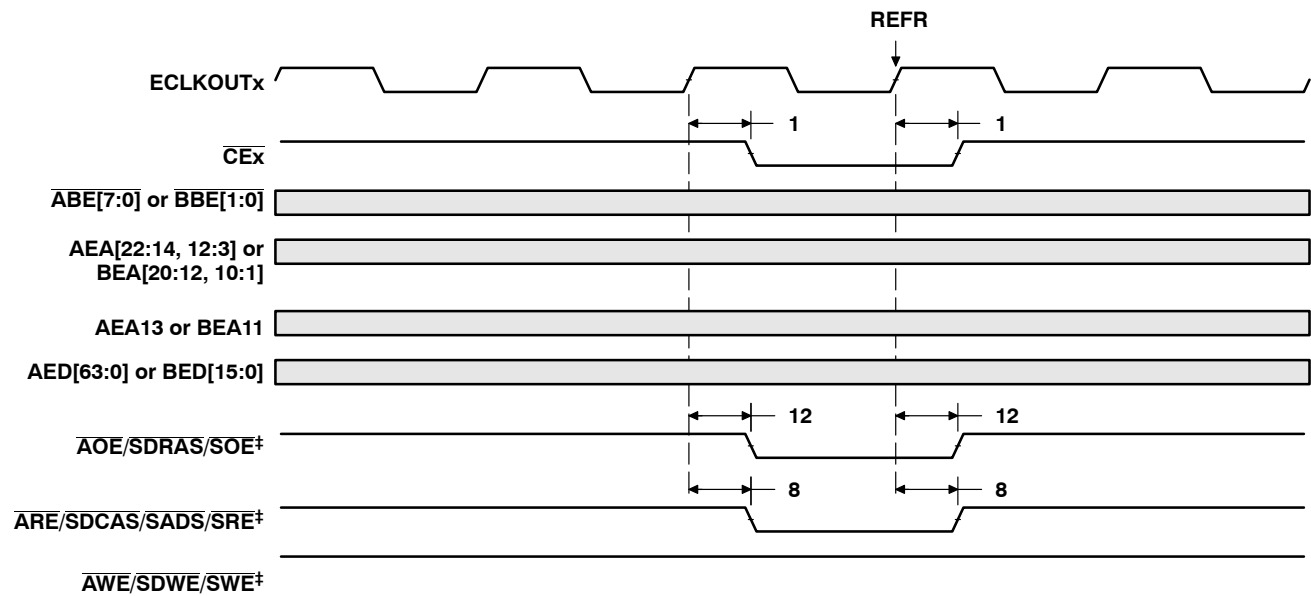 REFR
ECLKOUTx
1 1
CEx
ABE[7:0] or BBE[1:0]
AEA[22:14, 12:3] or
BEA[20:12, 10:1]
AEA13 or BEA11
AED[63:0] or BED[15:0]
12 12
AOE/SDRAS/SOE‡
8 8
ARE/SDCAS/SADS/SRE‡
AWE/SDWE/SWE‡